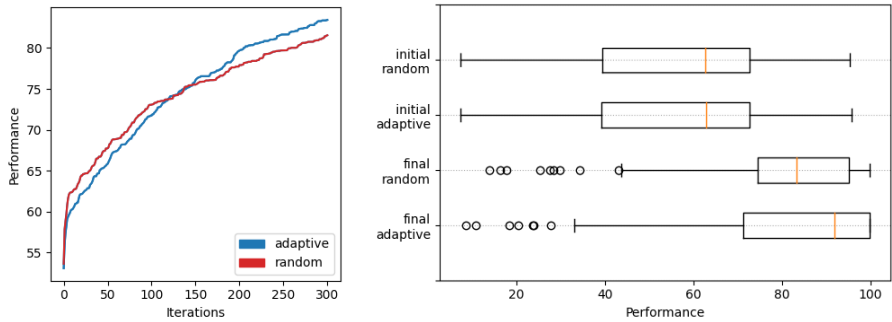 80
75
70
65
60
55
Performance
adaptive
random
0
50
100
150
200
250
300
Iterations
initial
random
initial
adaptive
final
random
final
adaptive
20
40
60
80
100
Performance